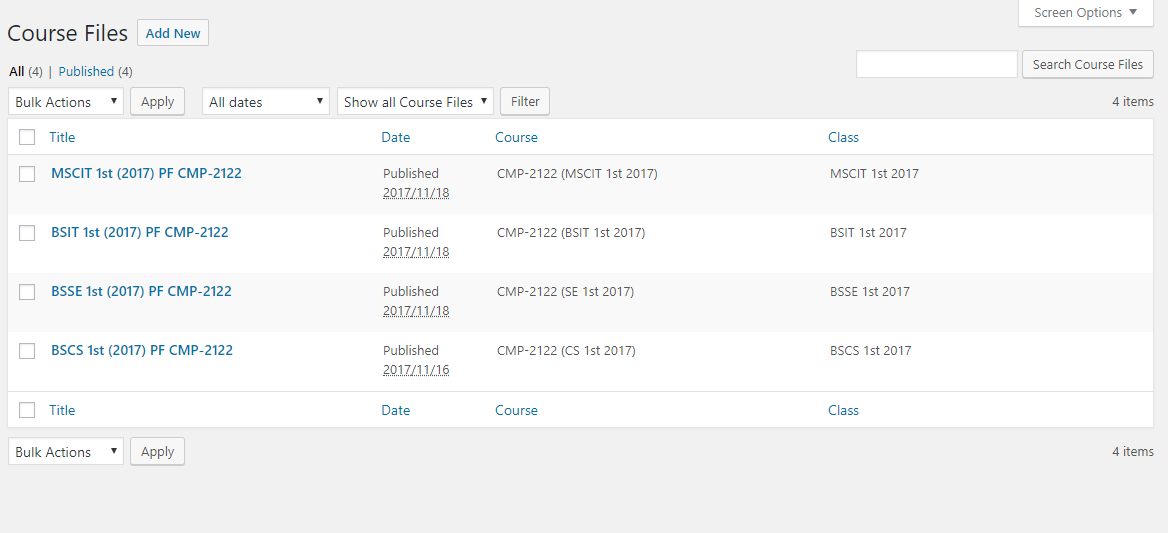 Screen Options ▼
Course Files Add New
All (4) | Published (4)
Search Course Files
Bulk Actions Apply All dates Show all Course Files Filter 4 items
Title Date Course Class
MSCIT 1st (2017) PF CMP-2122 Published 2017/11/18 CMP-2122 (MSCIT 1st 2017) MSCIT 1st 2017
BSIT 1st (2017) PF CMP-2122 Published 2017/11/18 CMP-2122 (BSIT 1st 2017) BSIT 1st 2017
BSSE 1st (2017) PF CMP-2122 Published 2017/11/18 CMP-2122 (SE 1st 2017) BSSE 1st 2017
BSCS 1st (2017) PF CMP-2122 Published 2017/11/16 CMP-2122 (CS 1st 2017) BSCS 1st 2017
Title Date Course Class
Bulk Actions Apply 4 items